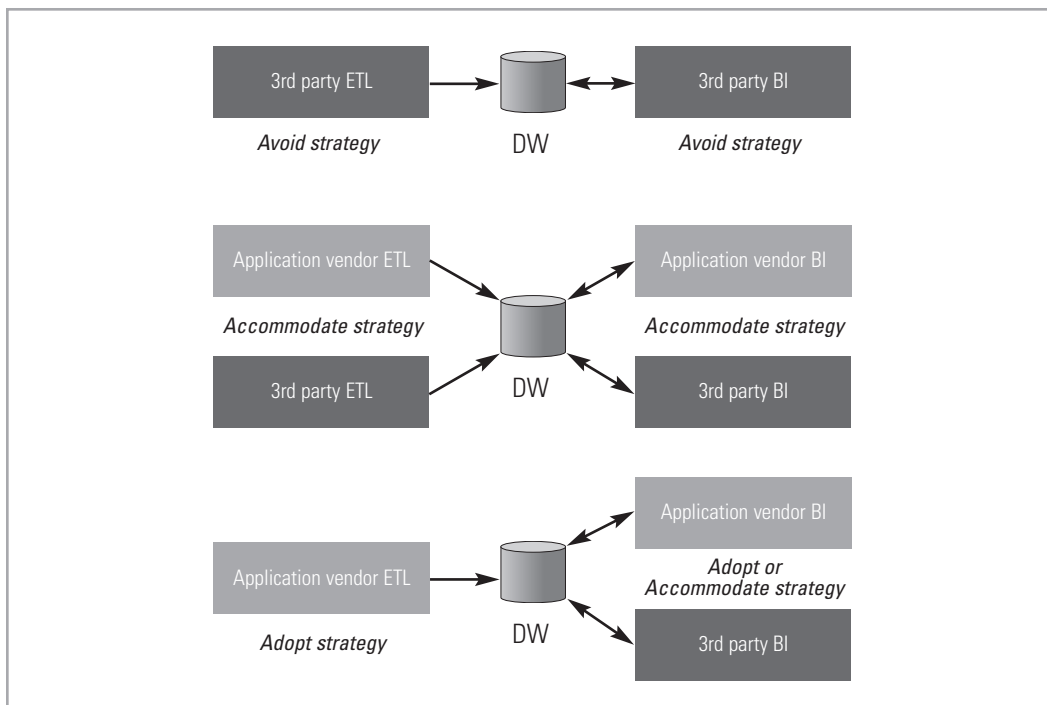 3rd party ETL
3rd party BI
Avoid strategy
DW
Avoid strategy
Application vendor ETL
Application vendor BI
Accommodate strategy
Accommodate strategy
3rd party ETL
DW
3rd party BI
Application vendor BI
Application vendor ETL
Adopt or
Accommodate strategy
Adopt strategy
DW
3rd party BI